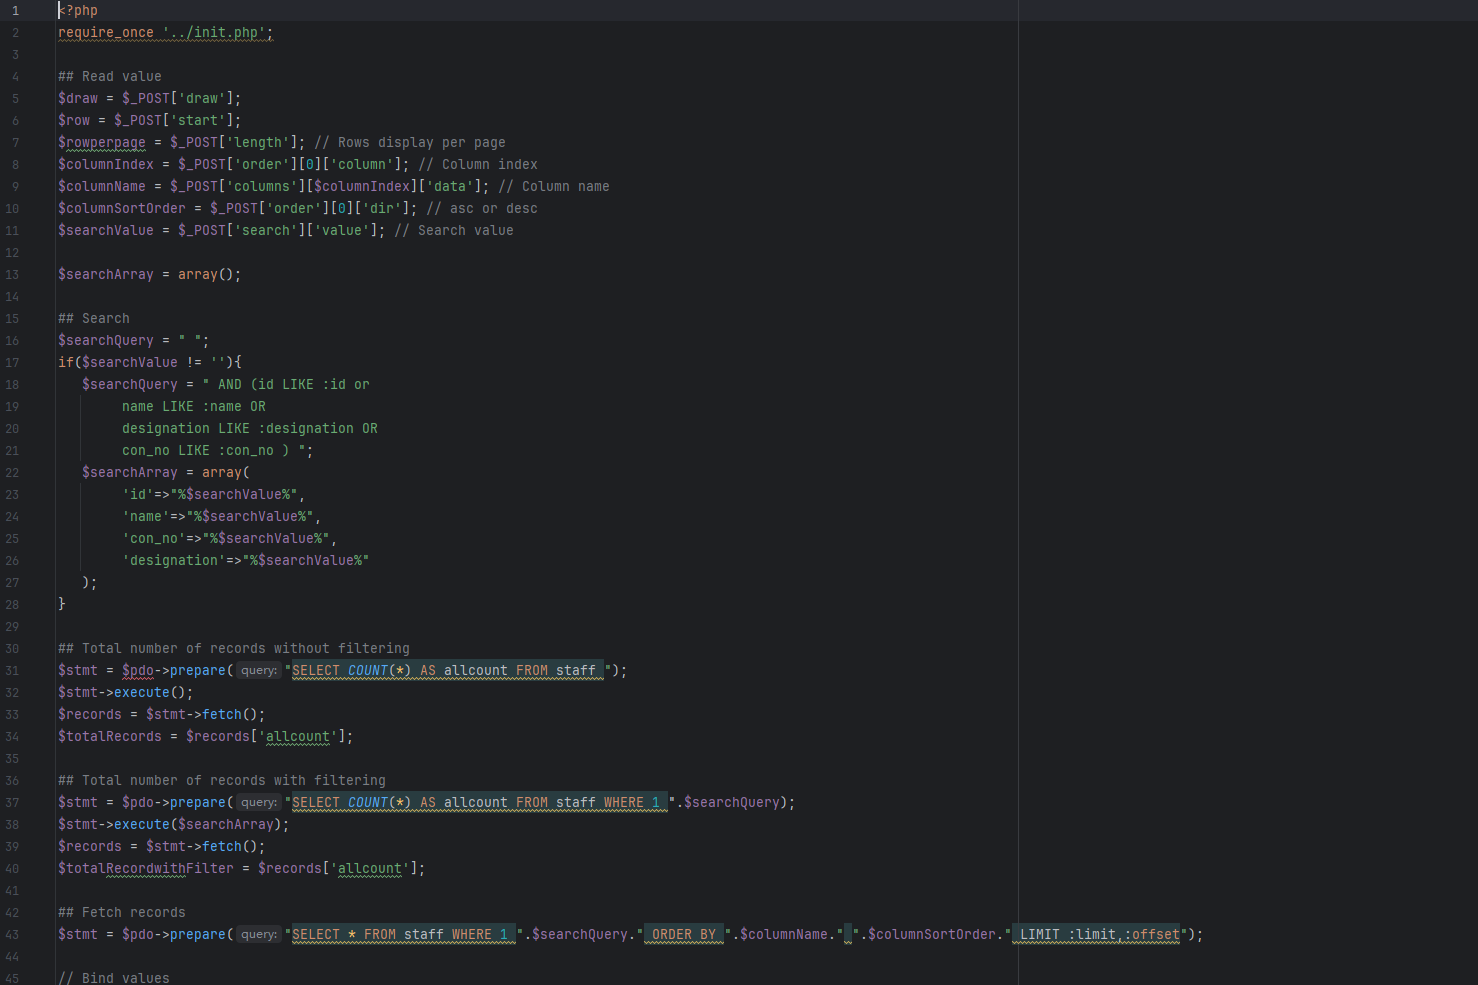 1 <?php
2 require_once '../init.php';
3
4 ## Read value
5 $draw = $_POST['draw'];
6 $row = $_POST['start'];
7 $rowperpage = $_POST['length']; // Rows display per page
8 $columnIndex = $_POST['order'][0]['column']; // Column index
9 $columnName = $_POST['columns'][$columnIndex]['data']; // Column name
10 $columnSortOrder = $_POST['order'][0]['dir']; // asc or desc
11 $searchValue = $_POST['search']['value']; // Search value
12
13 $searchArray = array();
14
15 ## Search
16 $searchQuery = " ";
17 if($searchValue != ''){
18    $searchQuery = " AND (id LIKE :id or
19         name LIKE :name OR
20         designation LIKE :designation OR
21         con_no LIKE :con_no ) ";
22    $searchArray = array(
23         'id'=>"%$searchValue%",
24         'name'=>"%$searchValue%",
25         'con_no'=>"%$searchValue%",
26         'designation'=>"%$searchValue%"
27    );
28 }
29
30 ## Total number of records without filtering
31 $stmt = $pdo->prepare( query: "SELECT COUNT(*) AS allcount FROM staff ");
32 $stmt->execute();
33 $records = $stmt->fetch();
34 $totalRecords = $records['allcount'];
35
36 ## Total number of records with filtering
37 $stmt = $pdo->prepare( query: "SELECT COUNT(*) AS allcount FROM staff WHERE 1 ".$searchQuery);
38 $stmt->execute($searchArray);
39 $records = $stmt->fetch();
40 $totalRecordwithFilter = $records['allcount'];
41
42 ## Fetch records
43 $stmt = $pdo->prepare( query: "SELECT * FROM staff WHERE 1 ".$searchQuery." ORDER BY ".$columnName." ".$columnSortOrder." LIMIT :limit,:offset");
44
45 // Bind values